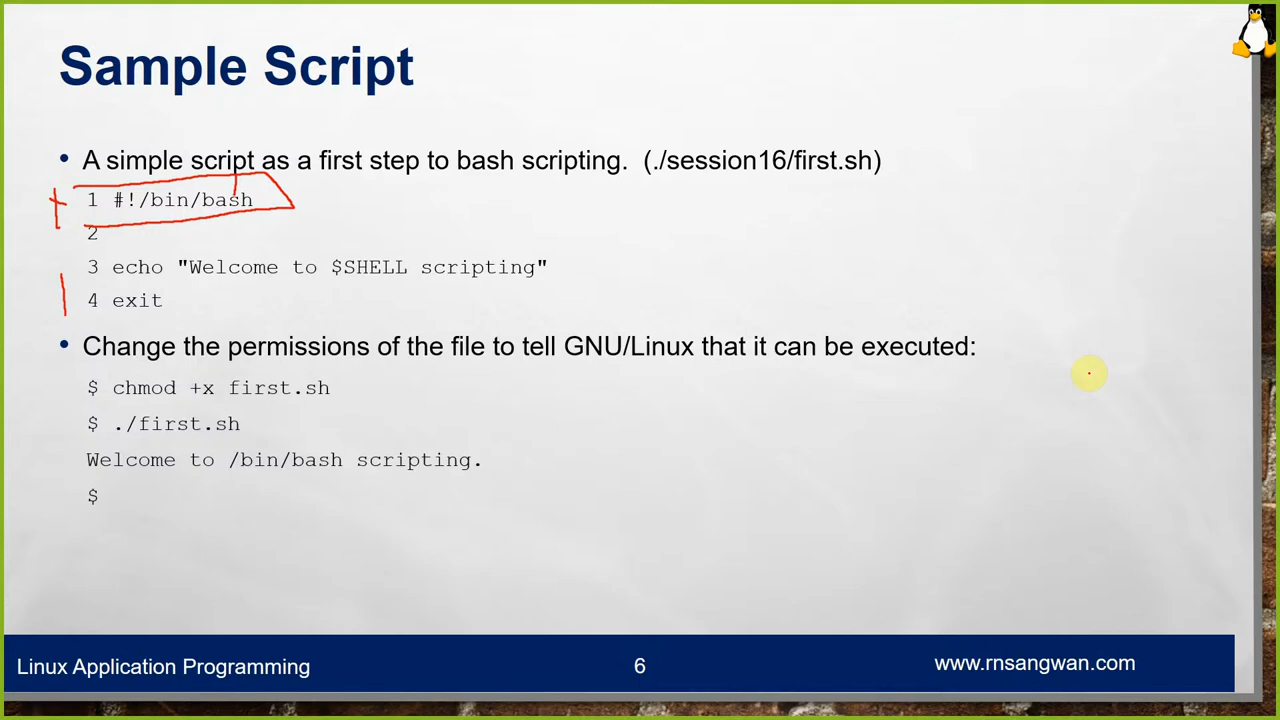 Sample Script
• A simple script as a first step to bash scripting. (./session16/first.sh)
1 #!/bin/bash
2
3 echo "Welcome to $SHELL scripting"
4 exit
• Change the permissions of the file to tell GNU/Linux that it can be executed:
$ chmod +x first.sh
$ ./first.sh
Welcome to /bin/bash scripting.
$
Linux Application Programming
6
www.rnsangwan.com